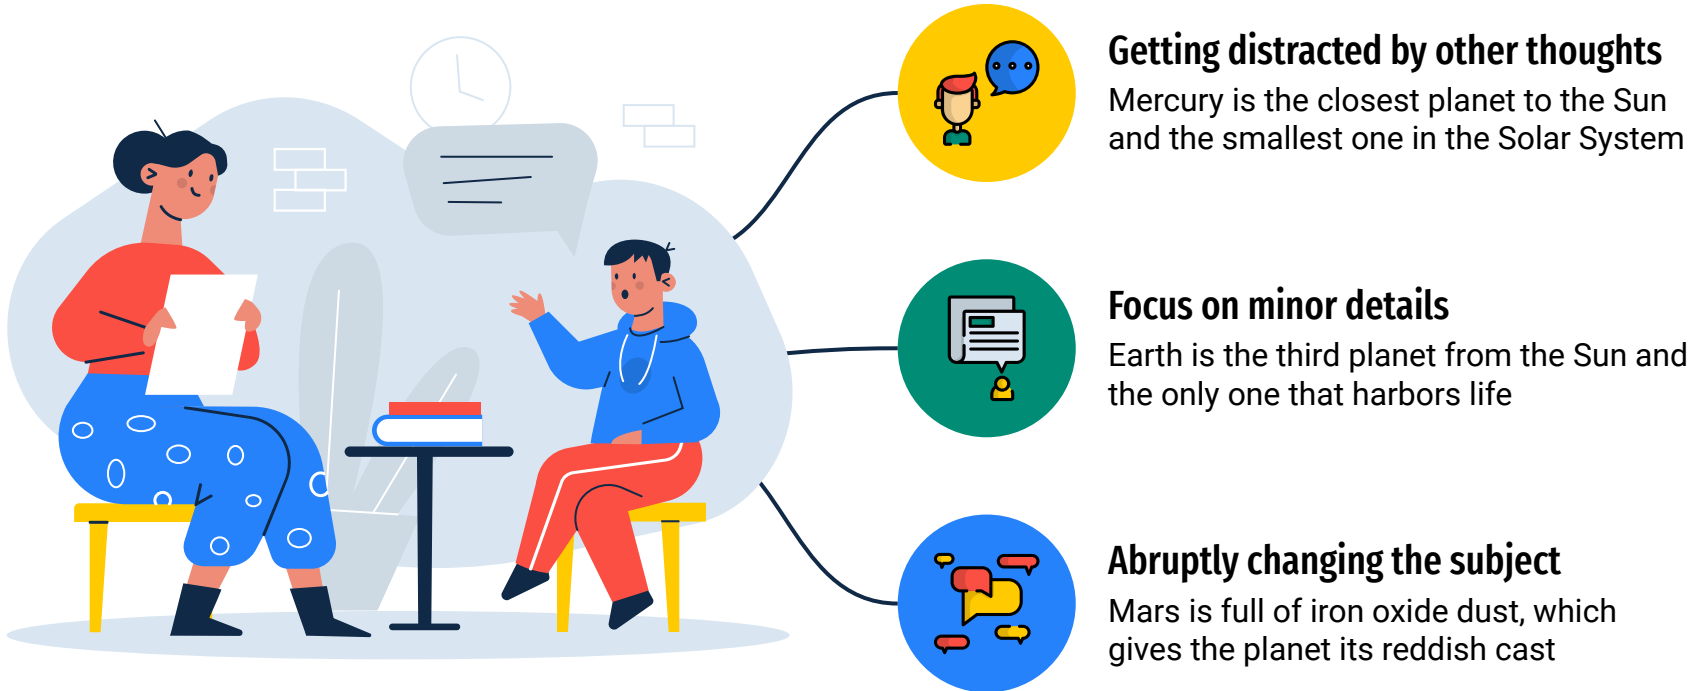 Getting distracted by other thoughts
Mercury is the closest planet to the Sun
and the smallest one in the Solar System
Focus on minor details
Earth is the third planet from the Sun and
the only one that harbors life
Abruptly changing the subject
Mars is full of iron oxide dust, which
gives the planet its reddish cast